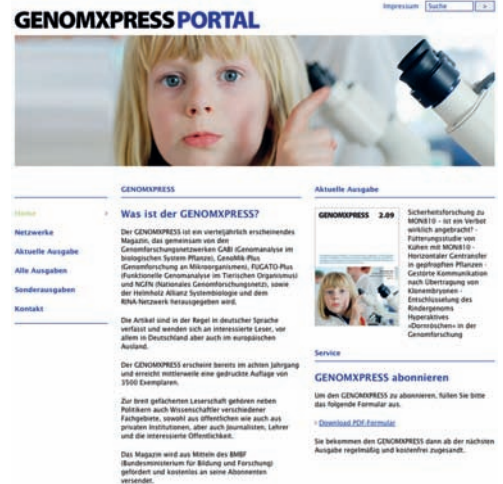 Impressum Suche >
GENOMXPRESS PORTAL
Home
Netzwerke
Aktuelle Ausgabe
Alle Ausgaben
Sonderausgaben
Kontakt
GENOMXPRESS
Was ist der GENOMXPRESS?
Der GENOMXPRESS ist ein vierteljährlich erscheinendes
Magazin, das gemeinsam von den
Genomforschungsnetzwerken GABI (Genomanalyse im
biologischen System Pflanze), GenoMik-Plus
(Genomforschung an Mikroorganismen), FUGATO-Plus
(Funktionelle Genomanalyse im Tierischen Organismus)
und NGFN (Nationales Genomforschungsnetz), sowie
der Helmholz Allianz Systembiologie und dem
RNA-Netzwerk herausgegeben wird.
Die Artikel sind in der Regel in deutscher Sprache
verfasst und wenden sich an interessierte Leser, vor
allem in Deutschland aber auch im europäischen
Ausland.
Der GENOMXPRESS erscheint bereits im achten Jahrgang
und erreicht mittlerweile eine gedruckte Auflage von
3500 Exemplaren.
Zur breit gefächerten Leserschaft gehören neben
Politikern auch Wissenschaftler verschiedener
Fachgebiete, sowohl aus öffentlichen wie auch aus
privaten Institutionen, aber auch Journalisten, Lehrer
und die interessierte Öffentlichkeit.
Das Magazin wird aus Mitteln des BMBF
(Bundesministerium für Bildung und Forschung)
gefördert und kostenlos an seine Abonnenten
versendet.
Aktuelle Ausgabe
GENOMXPRESS 2.09
Sicherheitsforschung zu
MON810 - Ist ein Verbot
wirklich angebracht? -
Fütterungsstudie von
Kühen mit MON810 -
Horizontaler Gentransfer
in gepfropften Pflanzen -
Gestörte Kommunikation
nach Übertragung von
Klonembryonen -
Entschlüsselung des
Rindergenoms
Hyperaktives
«Dornröschen» in der
Genomforschung
Service
GENOMXPRESS abonnieren
Um den GENOMXPRESS zu abonnieren, füllen Sie bitte
das folgende Formular aus.
› Download PDF-Formular
Sie bekommen den GENOMXPRESS dann ab der nächsten
Ausgabe regelmäßig und kostenfrei zugesandt.